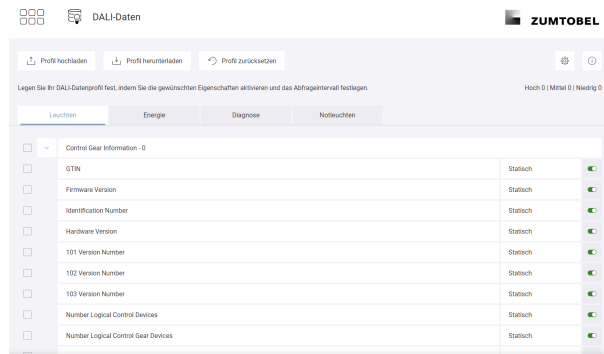 DALI-Daten
ZUMTOBEL
Profil hochladen
Profil herunterladen
Profil zurücksetzen
Legen Sie Ihr DALI-Datenprofil fest, indem Sie die gewünschten Eigenschaften aktivieren und das Abfrageintervall festlegen.
Hoch 0 | Mittel 0 | Niedrig 0
Leuchten
Energie
Diagnose
Notleuchten
Control Gear Information - 0
GTIN Statisch
Firmware Version Statisch
Identification Number Statisch
Hardware Version Statisch
101 Version Number Statisch
102 Version Number Statisch
103 Version Number Statisch
Number Logical Control Devices Statisch
Number Logical Control Gear Devices Statisch